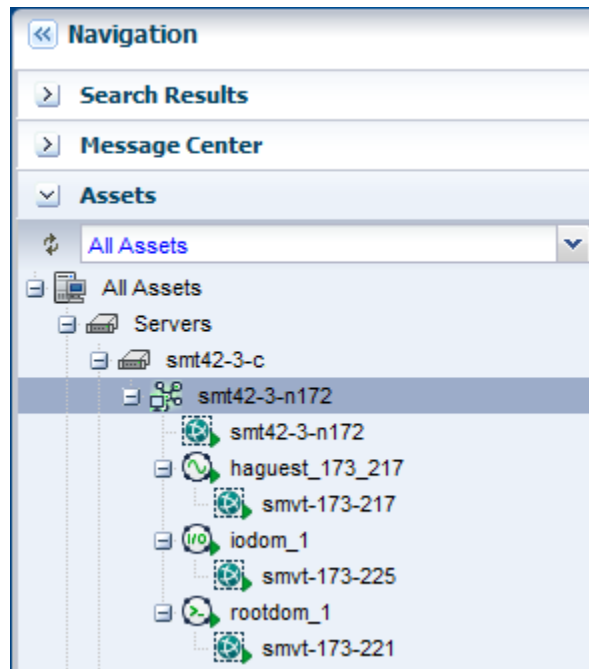 Navigation
Search Results
Message Center
Assets
All Assets
All Assets
Servers
smt42-3-c
smt42-3-n172
smt42-3-n172
haguest_173_217
smvt-173-217
I/O iodom_1
smvt-173-225
rootdom_1
smvt-173-221